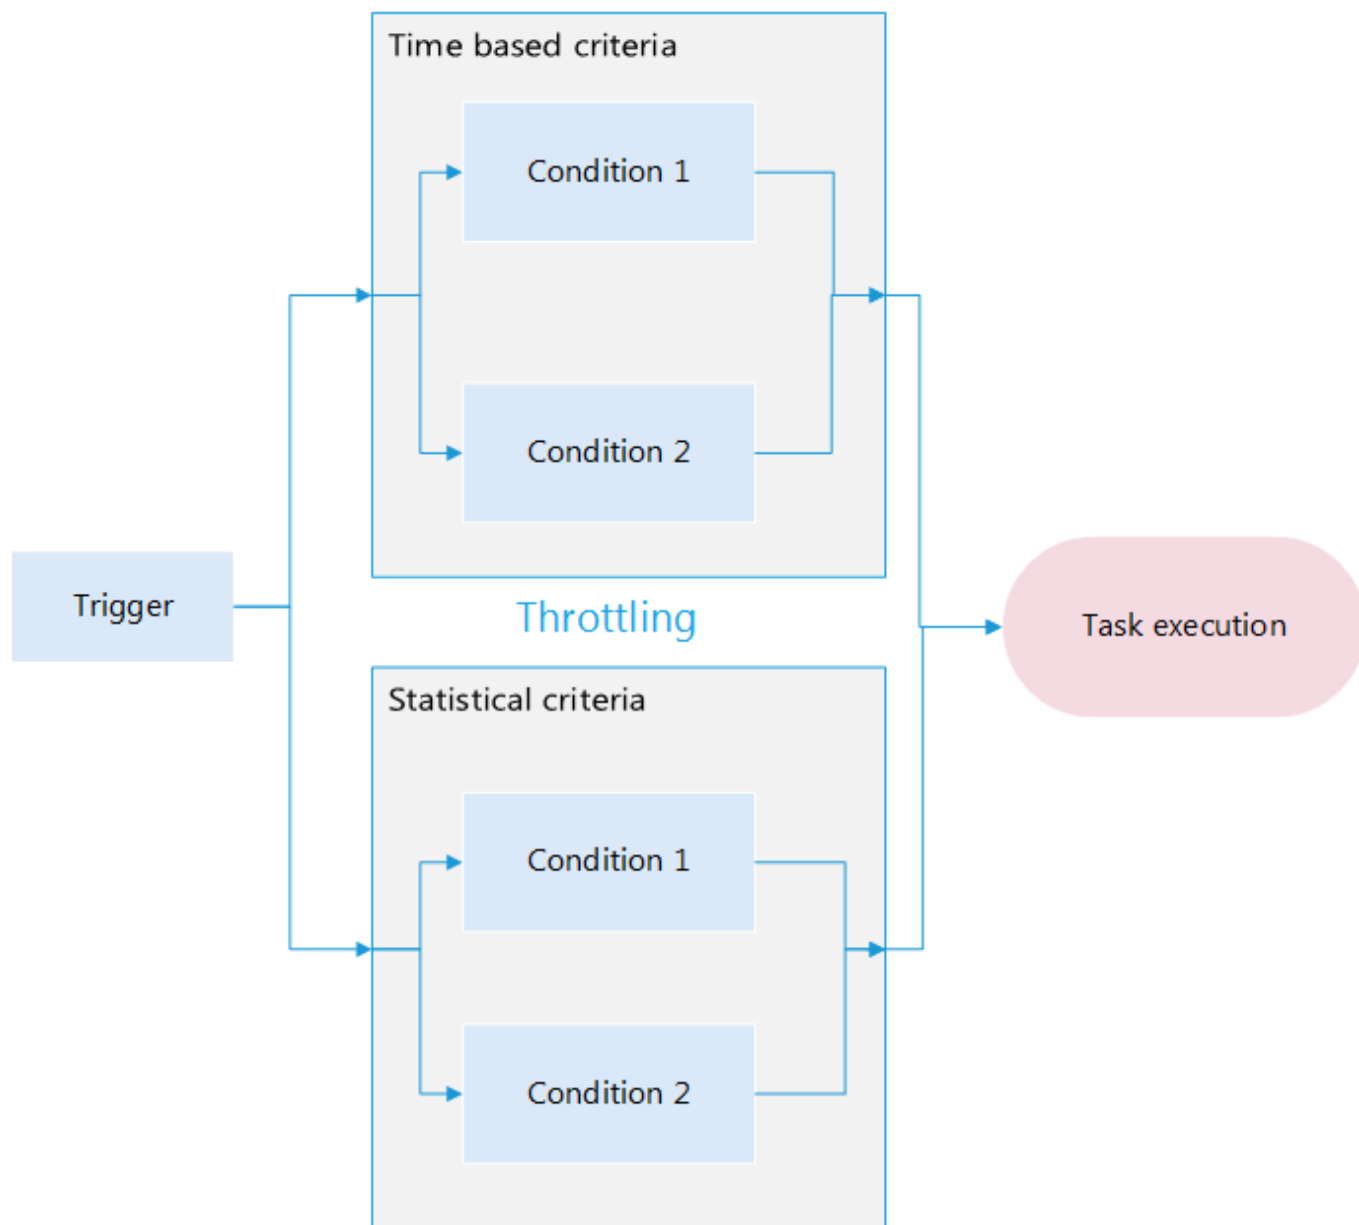 Time based criteria
Condition 1
Condition 2
Trigger
Throttling
Task execution
Statistical criteria
Condition 1
Condition 2